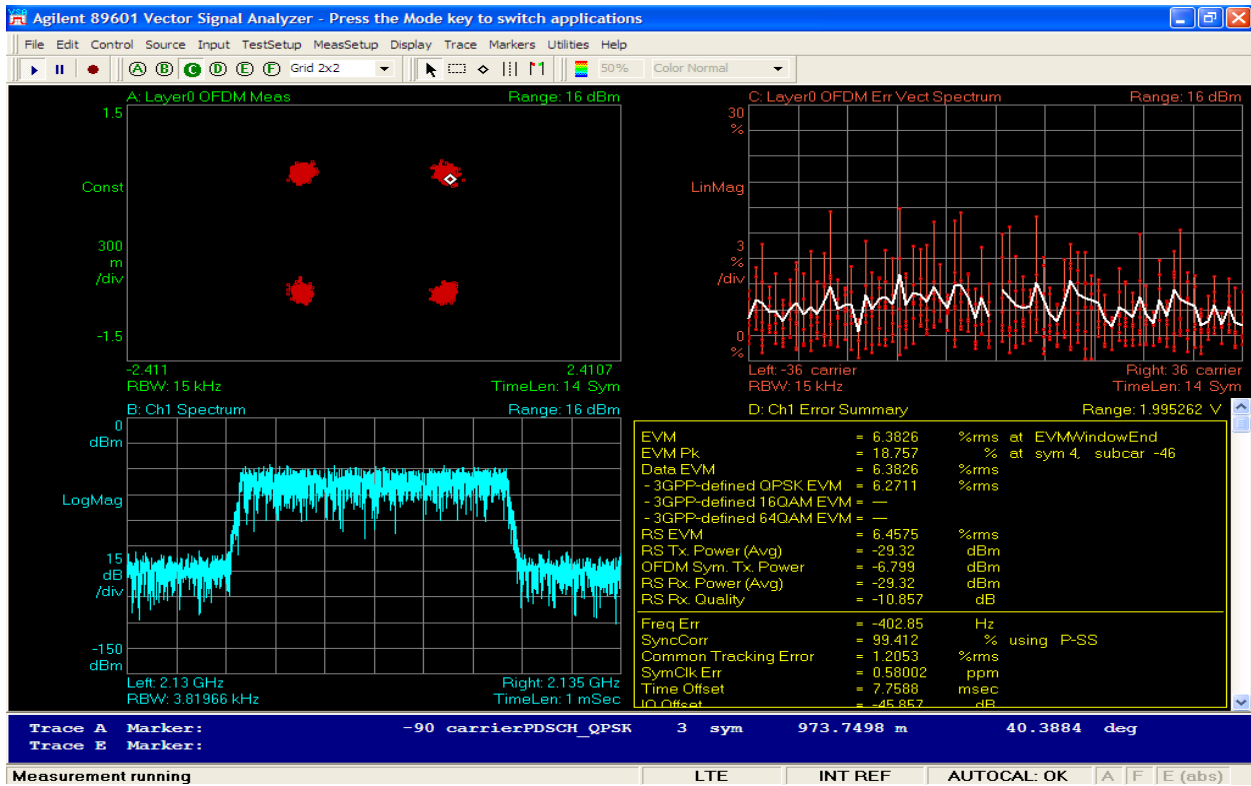 Agilent 89601 Vector Signal Analyzer - Press the Mode key to switch applications
File Edit Control Source Input TestSetup MeasSetup Display Trace Markers Utilities Help
A B C D E F Grid 2x2 50% Color Normal
A: Layer0 OFDM Meas Range: 16 dBm
1.5
Const
300
m
/div
-1.5
-2.411 2.4107
RBW: 15 kHz TimeLen: 14 Sym
C: Layer0 OFDM Err Vect Spectrum Range: 16 dBm
30
%
LinMag
3
%
/div
0
%
Left: -36 carrier Right: 36 carrier
RBW: 15 kHz TimeLen: 14 Sym
B: Ch1 Spectrum Range: 16 dBm
0
dBm
LogMag
15
dB
/div
-150
dBm
Left: 2.13 GHz Right: 2.135 GHz
RBW: 3.81966 kHz TimeLen: 1 mSec
D: Ch1 Error Summary Range: 1.995262 V
EVM = 6.3826 %rms at EVMWindowEnd
EVM Pk = 18.757 % at sym 4, subcar -46
Data EVM = 6.3826 %rms
- 3GPP-defined QPSK EVM = 6.2711 %rms
- 3GPP-defined 16QAM EVM = —
- 3GPP-defined 64QAM EVM = —
RS EVM = 6.4575 %rms
RS Tx. Power (Avg) = -29.32 dBm
OFDM Sym. Tx. Power = -6.799 dBm
RS Rx. Power (Avg) = -29.32 dBm
RS Rx. Quality = -10.857 dB
Freq Err = -402.85 Hz
SyncCorr = 99.412 % using P-SS
Common Tracking Error = 1.2053 %rms
SymClk Err = 0.58002 ppm
Time Offset = 7.7588 msec
IQ Offset = -45.857 dB
Trace A Marker: -90 carrierPDSCH_QPSK 3 sym 973.7498 m 40.3884 deg
Trace E Marker:
Measurement running LTE INT REF AUTOCAL: OK A F E (abs)